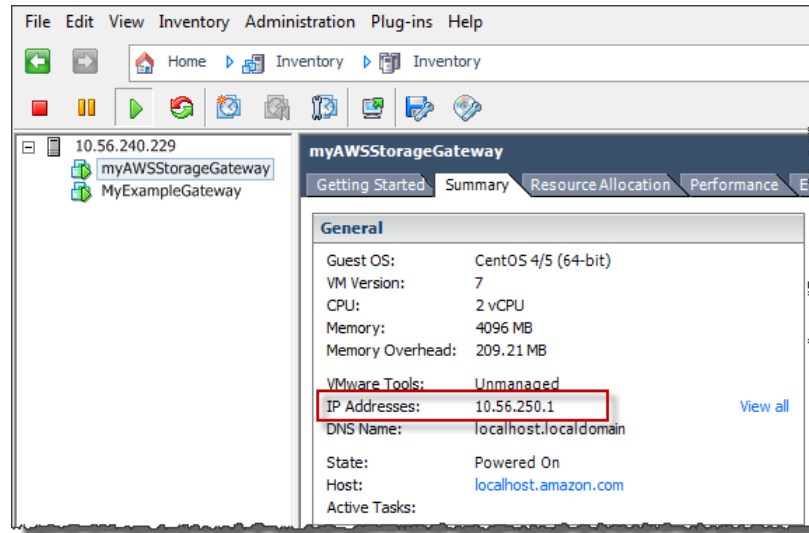 File Edit View Inventory Administration Plug-ins Help
Home Inventory Inventory
10.56.240.229
myAWSStorageGateway
MyExampleGateway
myAWSStorageGateway
Getting Started Summary Resource Allocation Performance E
General
Guest OS: CentOS 4/5 (64-bit)
VM Version: 7
CPU: 2 vCPU
Memory: 4096 MB
Memory Overhead: 209.21 MB
VMware Tools: Unmanaged
IP Addresses: 10.56.250.1 View all
DNS Name: localhost.localdomain
State: Powered On
Host: localhost.amazon.com
Active Tasks: